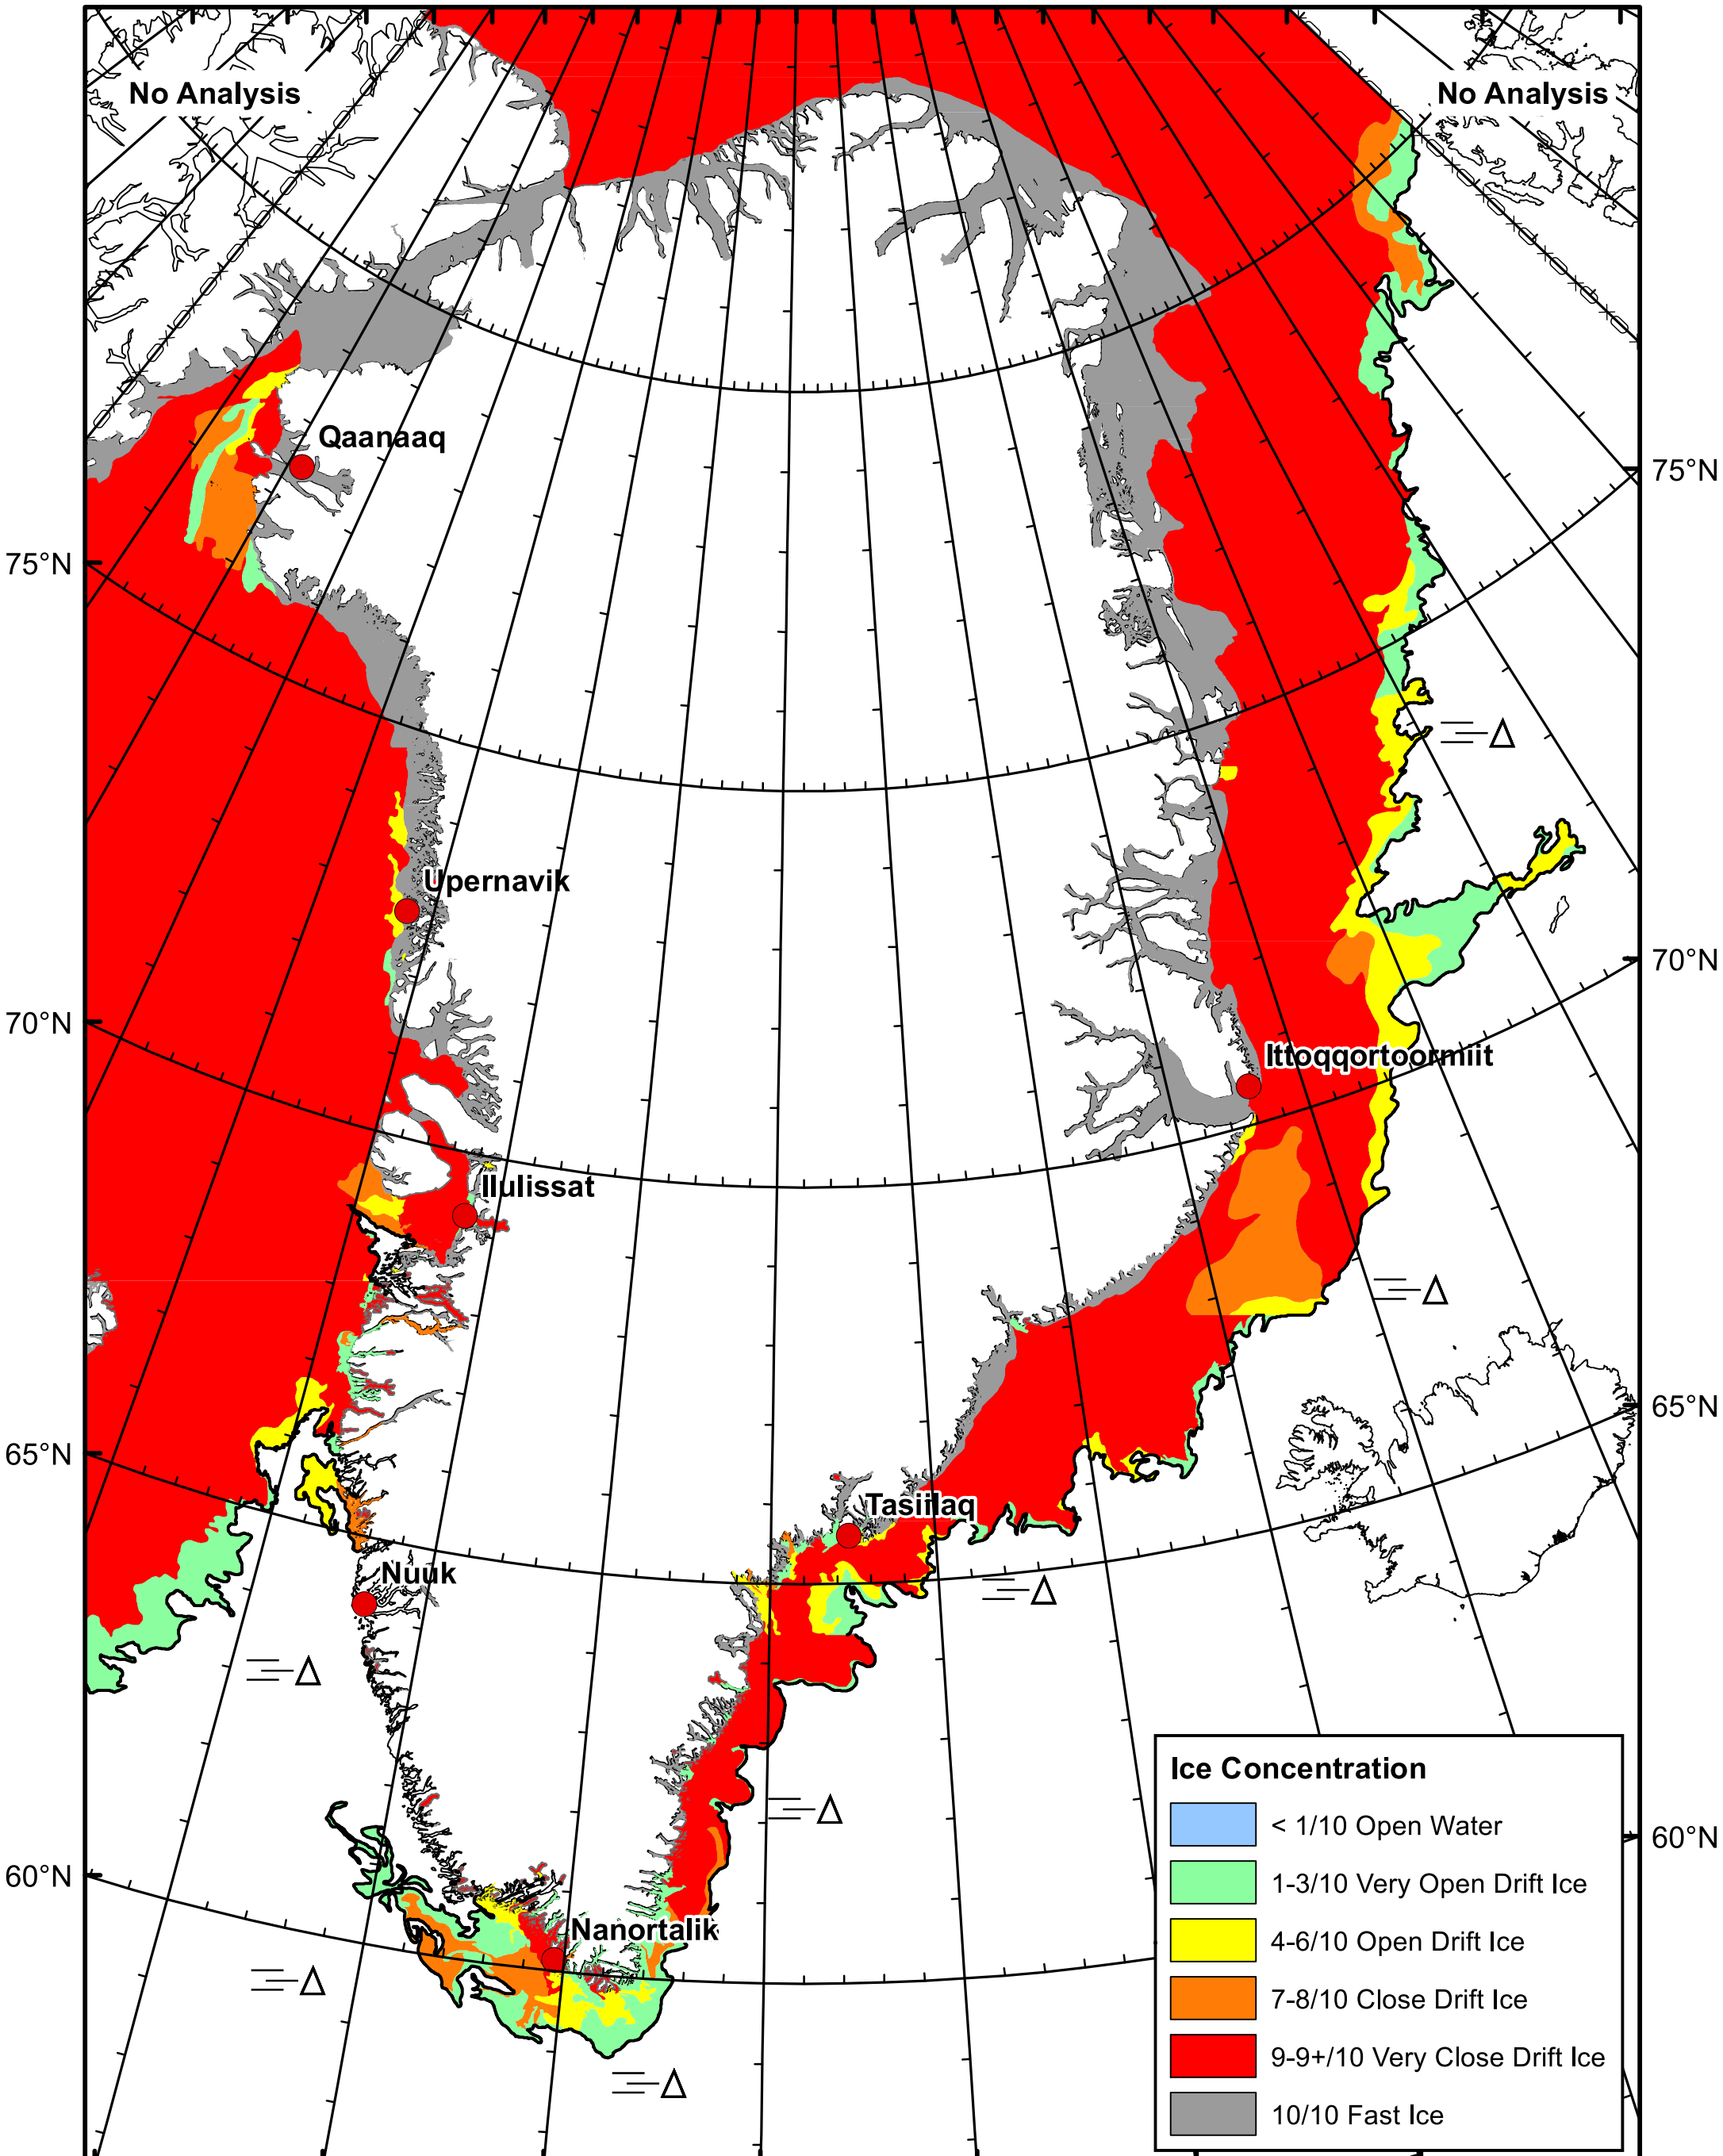 No Analysis
No Analysis
Qaanaaq
75°N
75°N
Upernavik
70°N
70°N
Ittoqqortoormiit
Ilulissat
65°N
65°N
Tasiilaq
Nuuk
60°N
60°N
Nanortalik
Ice Concentration
< 1/10 Open Water
1-3/10 Very Open Drift Ice
4-6/10 Open Drift Ice
7-8/10 Close Drift Ice
9-9+/10 Very Close Drift Ice
10/10 Fast Ice